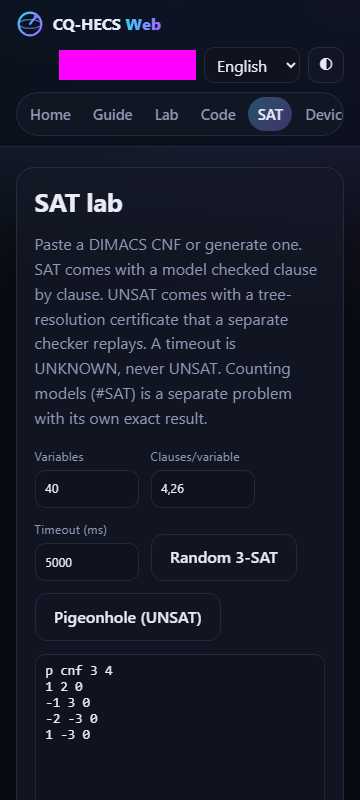 CQ-HECS Web
English
Home Guide Lab Code SAT Devic
SAT lab
Paste a DIMACS CNF or generate one.
SAT comes with a model checked clause
by clause. UNSAT comes with a tree-
resolution certificate that a separate
checker replays. A timeout is
UNKNOWN, never UNSAT. Counting
models (#SAT) is a separate problem
with its own exact result.
Variables Clauses/variable
40 4,26
Timeout (ms)
5000 Random 3-SAT
Pigeonhole (UNSAT)
p cnf 3 4
1 2 0
-1 3 0
-2 -3 0
1 -3 0